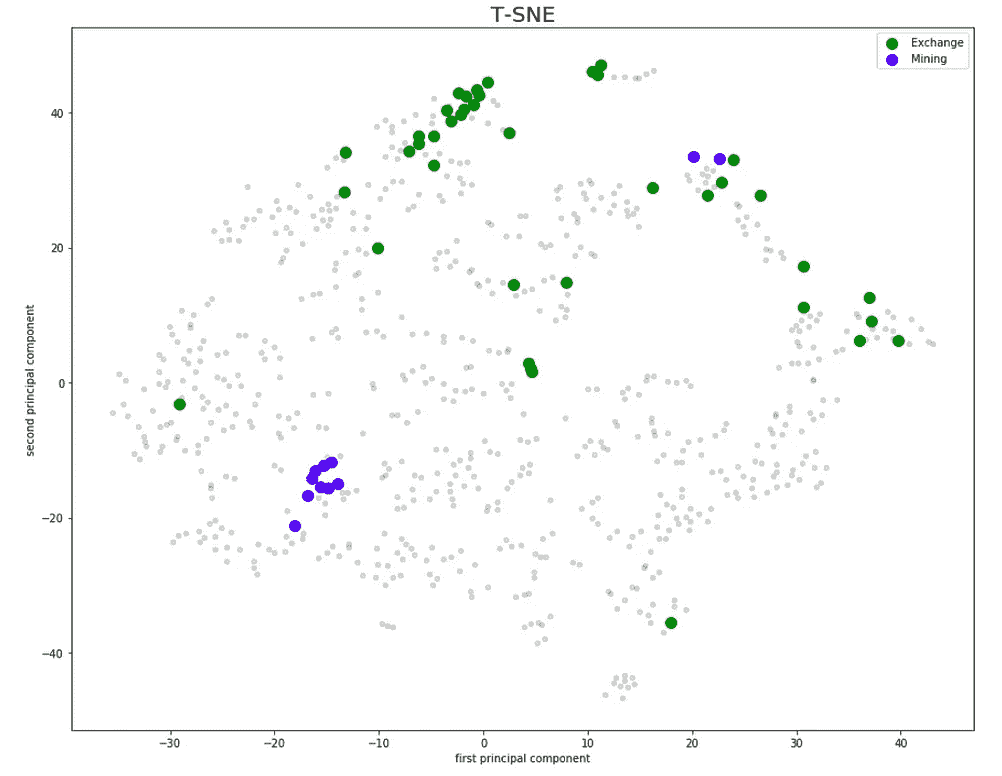 T-SNE
Exchange
Mining
40
20
0
−20
−40
second principal component
−30
−20
−10
0
10
20
30
40
first principal component